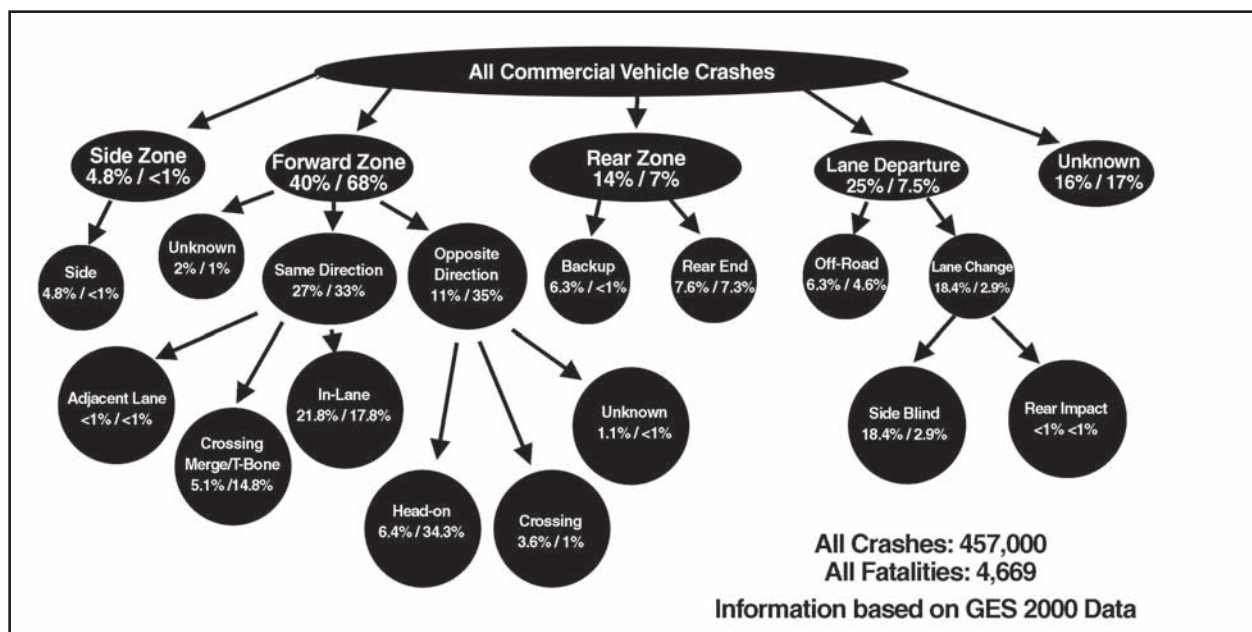 All Commercial Vehicle Crashes
Side Zone
4.8% / <1%
Forward Zone
40% / 68%
Rear Zone
14% / 7%
Lane Departure
25% / 7.5%
Unknown
16% / 17%
Side
4.8% / <1%
Unknown
2% / 1%
Same Direction
27% / 33%
Opposite
Direction
11% / 35%
Backup
6.3% / <1%
Rear End
7.6% / 7.3%
Off-Road
6.3% / 4.6%
Lane Change
18.4% / 2.9%
Adjacent Lane
<1% / <1%
Crossing
Merge/T-Bone
5.1% /14.8%
In-Lane
21.8% / 17.8%
Head-on
6.4% / 34.3%
Crossing
3.6% / 1%
Unknown
1.1% / <1%
Side Blind
18.4% / 2.9%
Rear Impact
<1% <1%
All Crashes: 457,000
All Fatalities: 4,669
Information based on GES 2000 Data